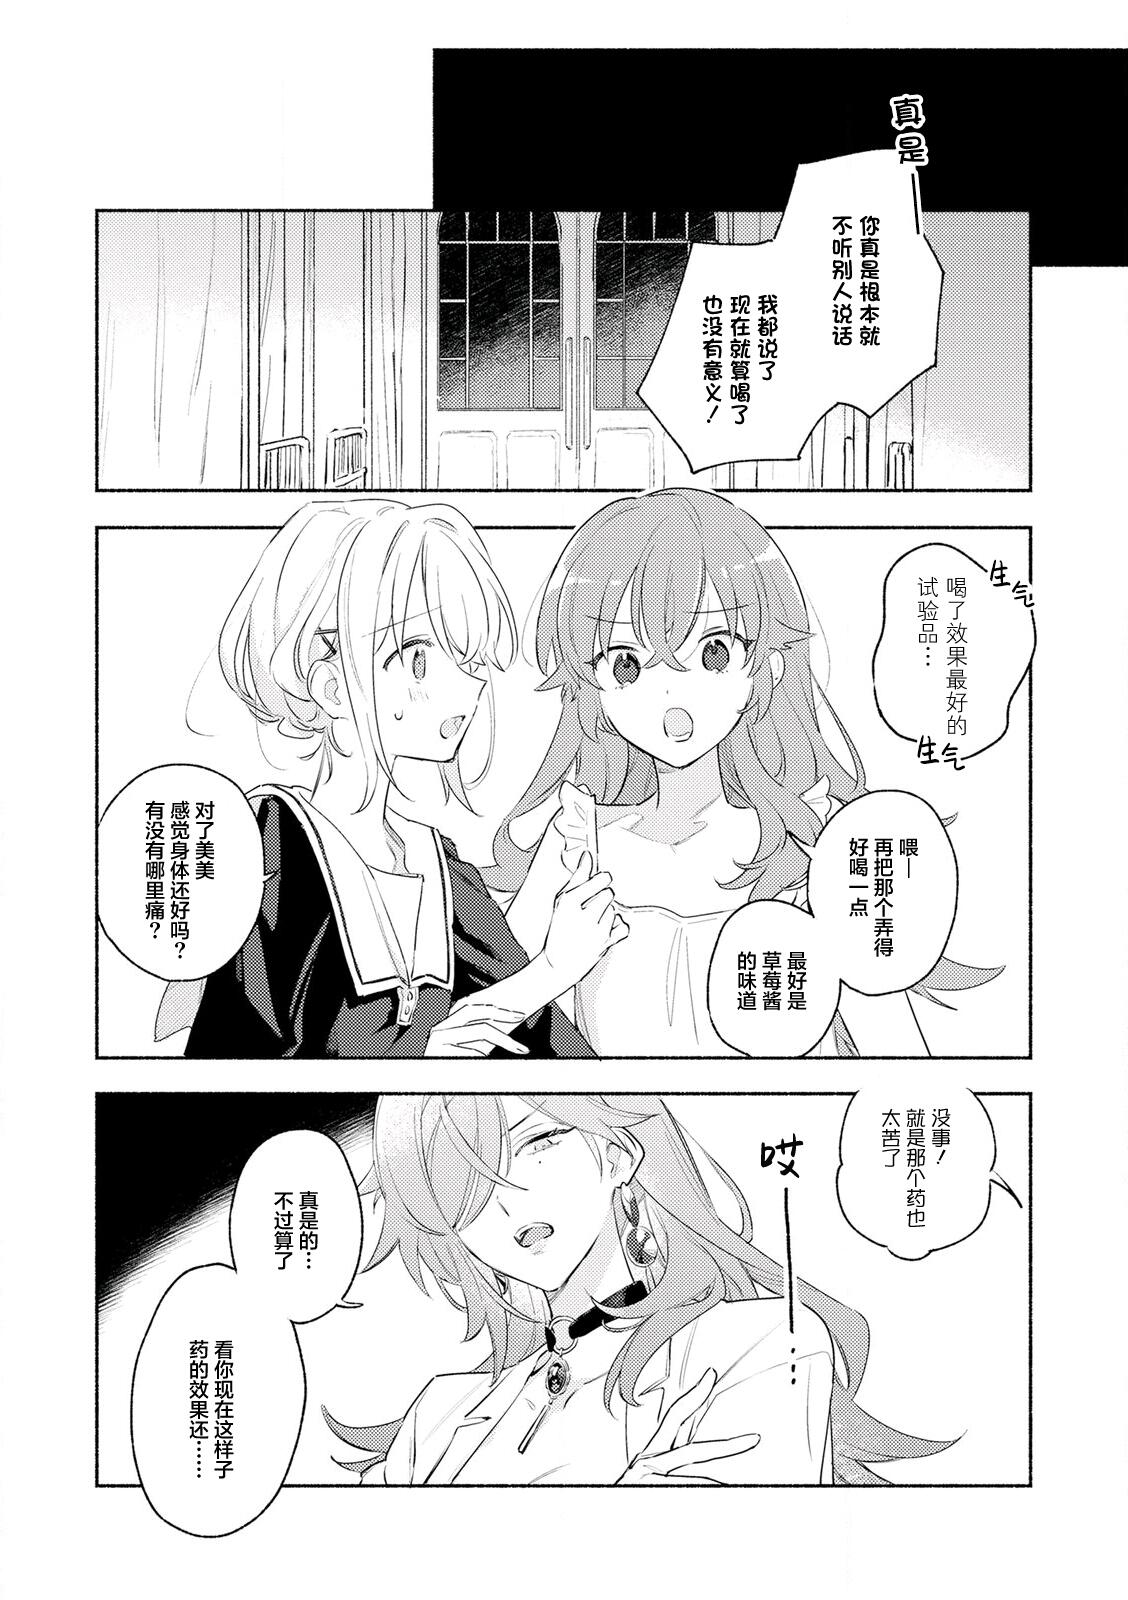 真是
你真是根本就
不听别人说话
我都说了
现在就算喝了
也没有意义！
生气
喝了效果最好的
试验品…
生气
喂—
再把那个弄得
好喝一点
最好是
草莓酱
的味道
对了美美
感觉身体还好吗？
有没有哪里痛？
没事！
就是那个药也
太苦了
哎……
真是的…
不过算了
看你现在这样子
药的效果还……